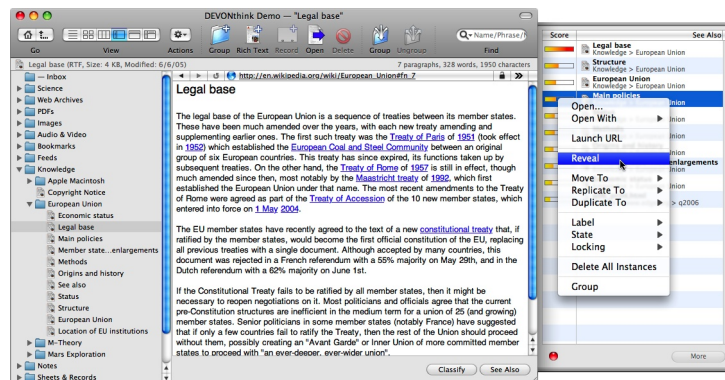 DEVONthink Demo — "Legal base"
Name/Phrase/
Go View Actions Group Rich Text Record Open Delete Group Ungroup Find
Legal base (RTF, Size: 4 KB, Modified: 6/6/05)
7 paragraphs, 328 words, 1950 characters
— Inbox
Science
Web Archives
PDFs
Images
Audio & Video
Bookmarks
Feeds
Knowledge
Apple Macintosh
Copyright Notice
European Union
Economic status
Legal base
Main policies
Member state...enlargements
Methods
Origins and history
See also
Status
Structure
European Union
Location of EU institutions
M-Theory
Mars Exploration
Notes
Sheets & Records
http://en.wikipedia.org/wiki/European_Union#fn_7
Legal base
The legal base of the European Union is a sequence of treaties between its member states.
These have been much amended over the years, with each new treaty amending and
supplementing earlier ones. The first such treaty was the Treaty of Paris of 1951 (took effect
in 1952) which established the European Coal and Steel Community between an original
group of six European countries. This treaty has since expired, its functions taken up by
subsequent treaties. On the other hand, the Treaty of Rome of 1957 is still in effect, though
much amended since then, most notably by the Maastricht treaty of 1992, which first
established the European Union under that name. The most recent amendments to the Treaty
of Rome were agreed as part of the Treaty of Accession of the 10 new member states, which
entered into force on 1 May 2004.
The EU member states have recently agreed to the text of a new constitutional treaty that, if
ratified by the member states, would become the first official constitution of the EU, replacing
all previous treaties with a single document. Although accepted by many countries, this
document was rejected in a French referendum with a 55% majority on May 29th, and in the
Dutch referendum with a 62% majority on June 1st.
If the Constitutional Treaty fails to be ratified by all member states, then it might be
necessary to reopen negotiations on it. Most politicians and officials agree that the current
pre-Constitution structures are inefficient in the medium term for a union of 25 (and growing)
member states. Senior politicians in some member states (notably France) have suggested
that if only a few countries fail to ratify the Treaty, then the rest of the Union should proceed
without them, possibly creating an "Avant Garde" or Inner Union of more committed member
states to proceed with "an ever-deeper, ever-wider union".
Classify See Also
Score See Also
Legal base
Knowledge > European Union
Structure
Knowledge > European Union
European Union
Knowledge > European Union
Main policies
Union
Union
Union
enlargements
Union
Union
> q2006
Open...
Open With
Launch URL
Reveal
Move To
Replicate To
Duplicate To
Label
State
Locking
Delete All Instances
Group
More